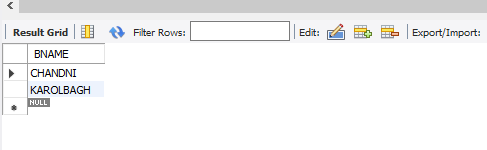 Result Grid Filter Rows: Edit: Export/Import:
BNAME
CHANDNI
KAROLBAGH
NULL